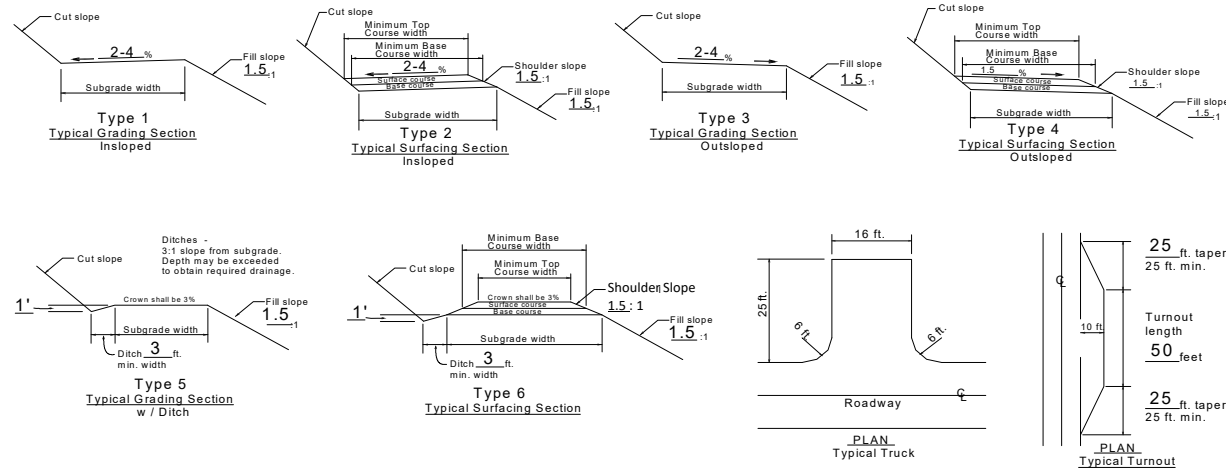 Cut slope
2-4 %
Fill slope
1.5 :1
Subgrade width
Type 1
Typical Grading Section
Insloped
Cut slope
Minimum Top
Course width
Minimum Base
Course width
2-4 %
Surface course
Base course
Shoulder slope
1.5 :1
Fill slope
1.5 :1
Subgrade width
Type 2
Typical Surfacing Section
Insloped
Cut slope
2-4 %
Fill slope
1.5 :1
Subgrade width
Type 3
Typical Grading Section
Outsloped
Cut slope
Minimum Top
Course width
Minimum Base
Course width
1.5 %
Surface course
Base course
Shoulder slope
1.5 :1
Fill slope
1.5 :1
Subgrade width
Type 4
Typical Surfacing Section
Outsloped
Ditches -
3:1 slope from subgrade.
Depth may be exceeded
to obtain required drainage.
Cut slope
1'
Crown shall be 3%
Fill slope
1.5 :1
Subgrade width
Ditch 3 ft.
min. width
Type 5
Typical Grading Section
w / Ditch
Minimum Base
Course width
Cut slope
Minimum Top
Course width
1'
Crown shall be 3%
Surface course
Base course
Shoulder Slope
1.5 : 1
Fill slope
1.5 :1
Subgrade width
Ditch 3 ft.
min. width
Type 6
Typical Surfacing Section
16 ft.
25 ft.
6 ft.
6 ft.
Roadway
CL
PLAN
Typical Truck
CL
10 ft.
25 ft. taper
25 ft. min.
Turnout
length
50 feet
25 ft. taper
25 ft. min.
PLAN
Typical Turnout